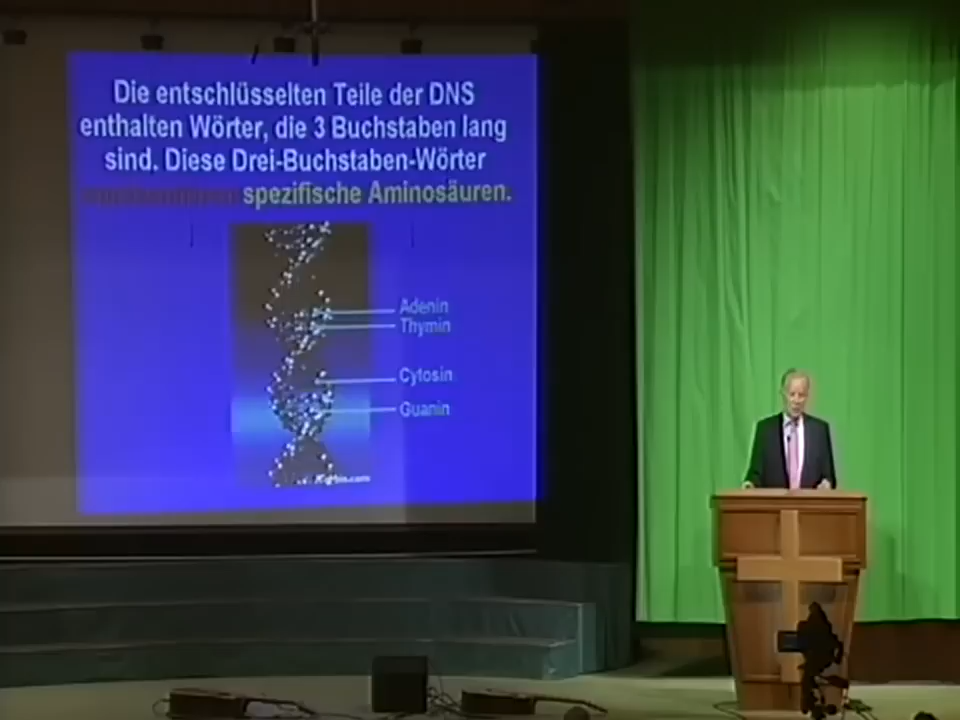 Die entschlüsselten Teile der DNS
enthalten Wörter, die 3 Buchstaben lang
sind. Diese Drei-Buchstaben-Wörter
spezifische Aminosäuren.
Adenin
Thymin
Cytosin
Guanin